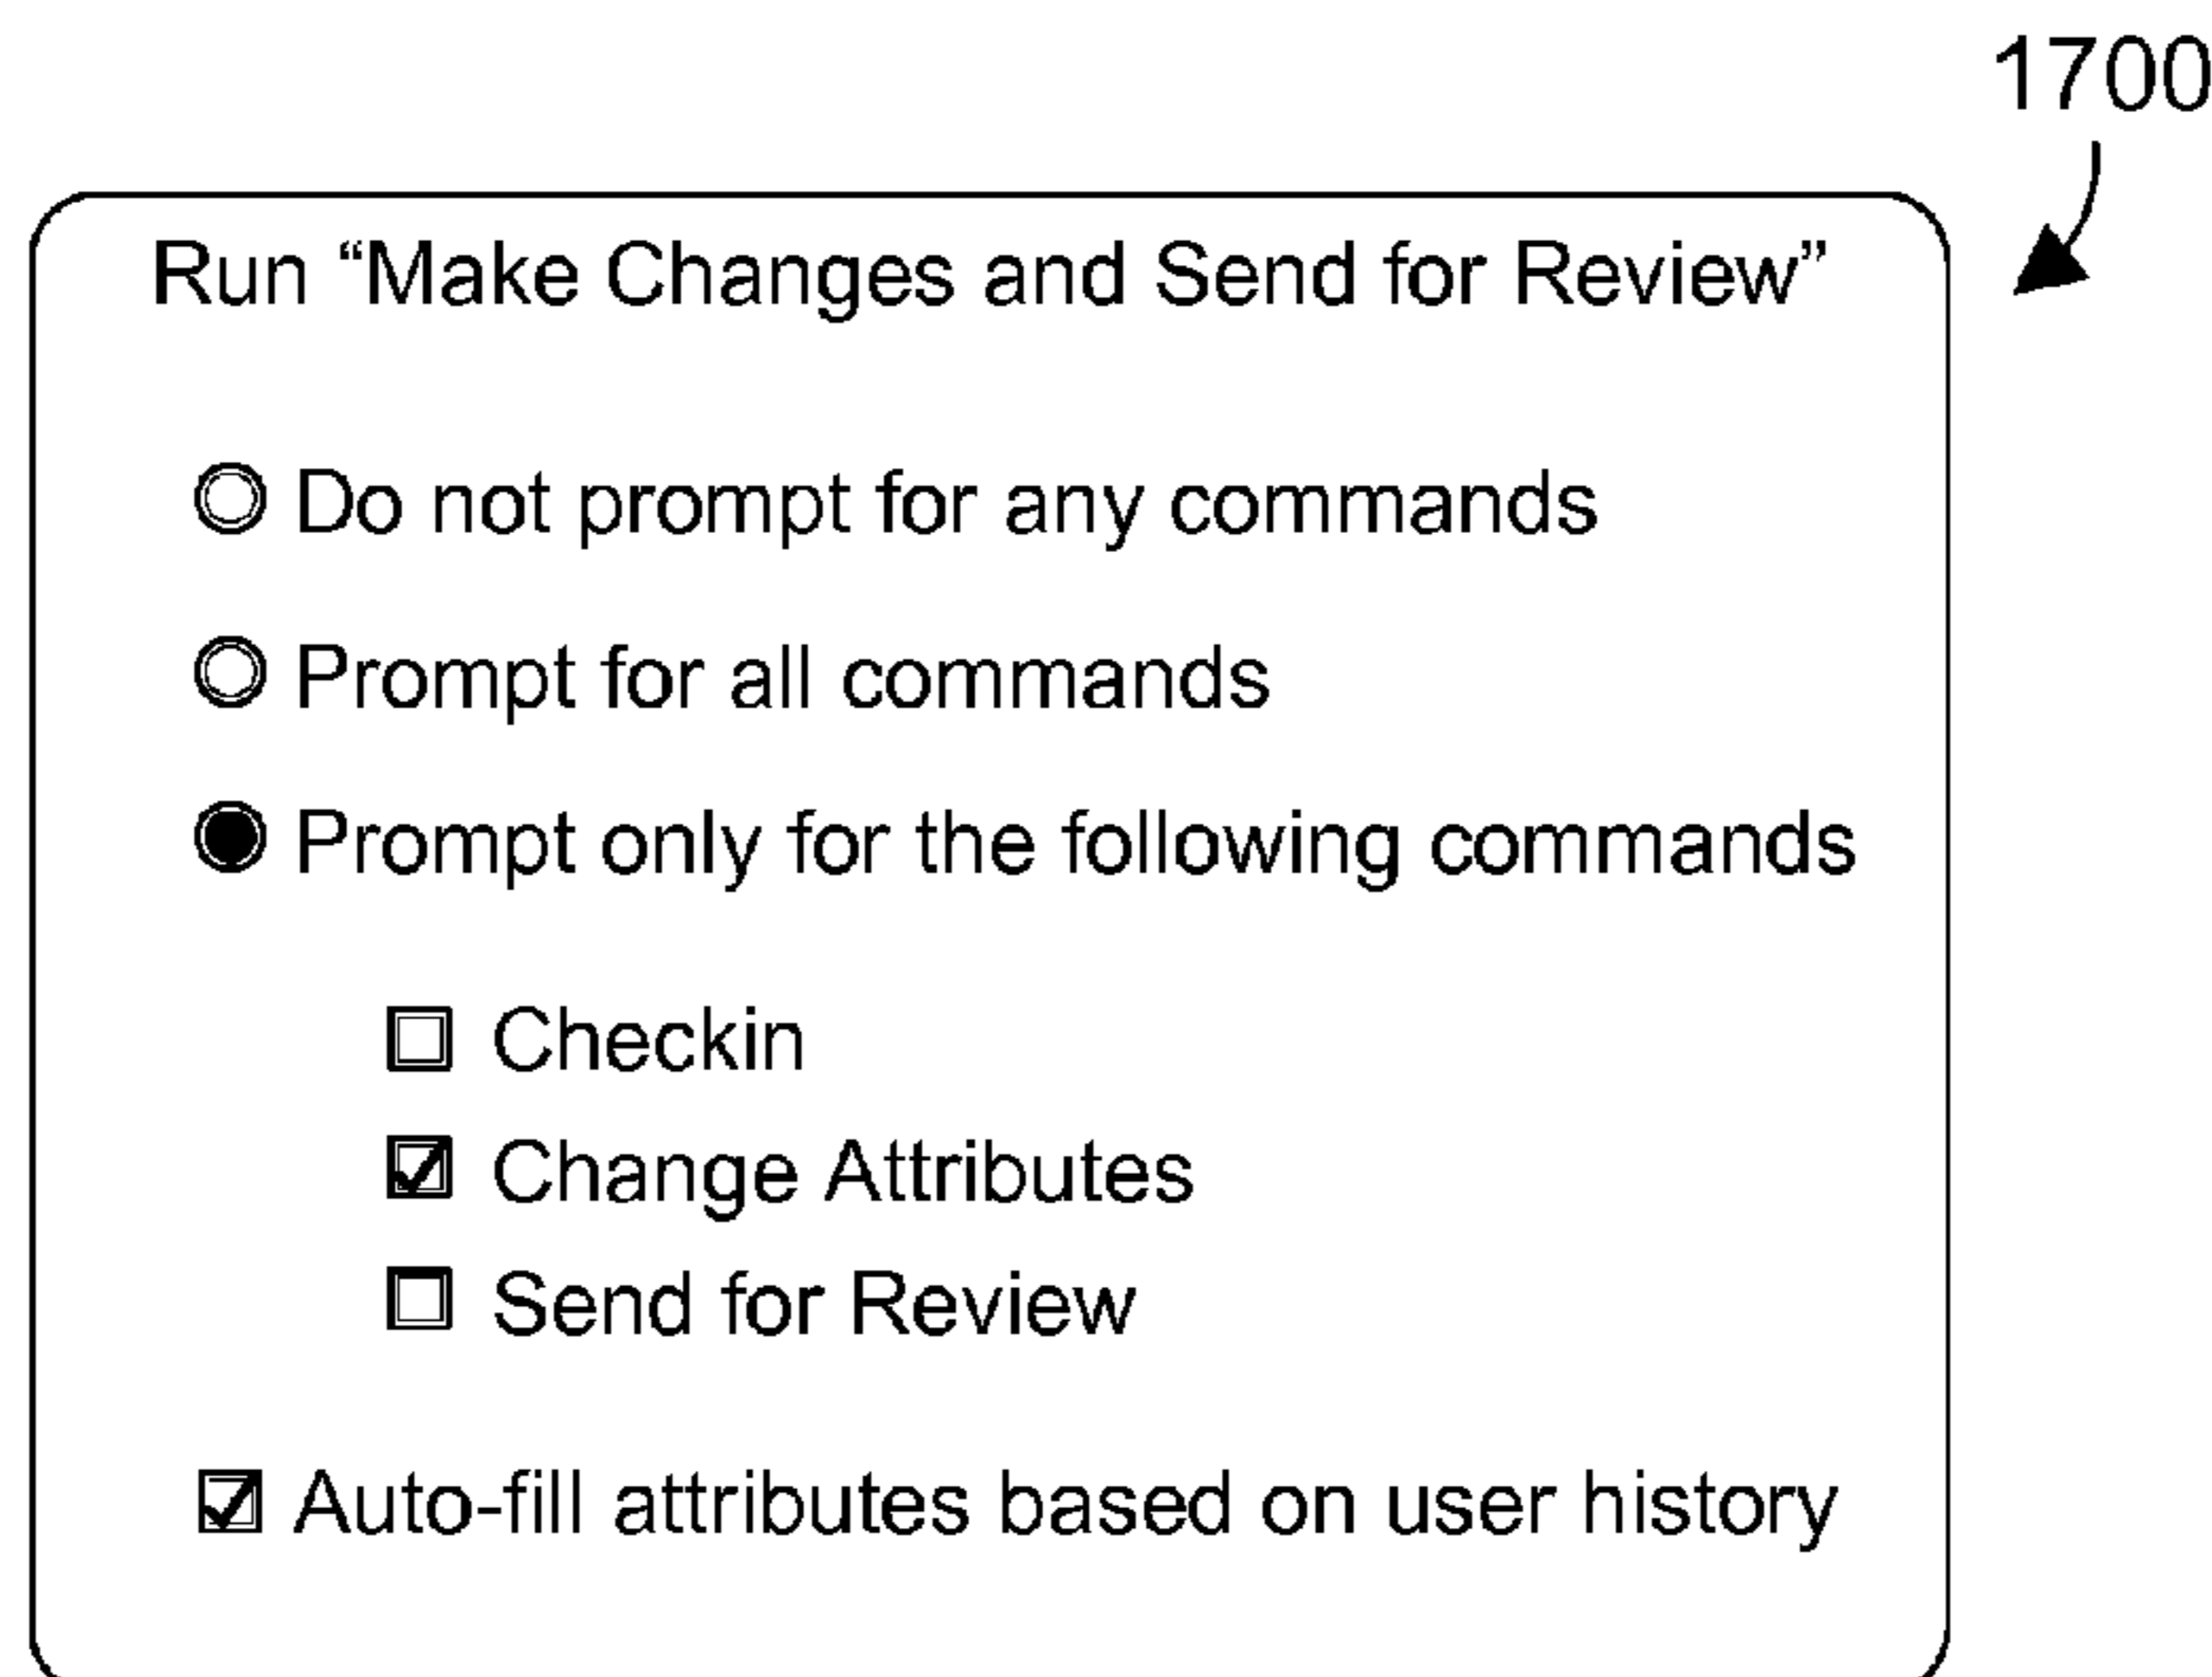 1700
Run “Make Changes and Send for Review”
Do not prompt for any commands
Prompt for all commands
Prompt only for the following commands
Checkin
Change Attributes
Send for Review
Auto-fill attributes based on user history